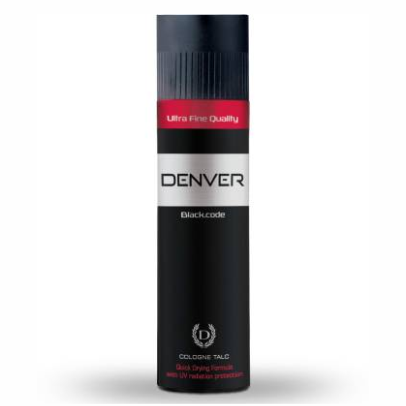 Ultra Fine Quality
DENVER
Black.code
D
COLOGNE TALC
Quick Drying Formula
with UV radiation protection